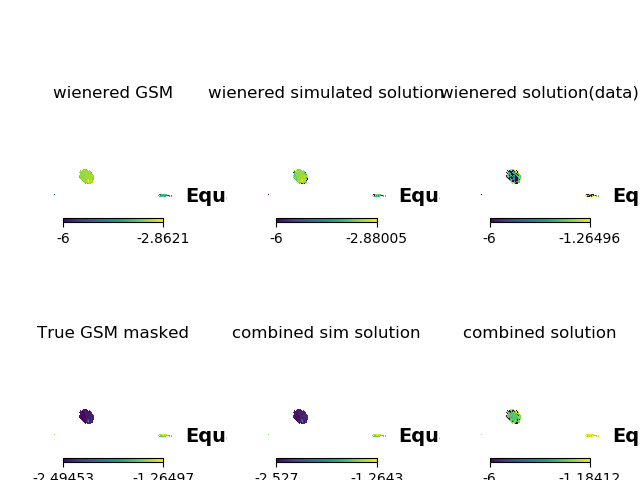 wienered GSM
wienered simulated solution
wienered solution(data)
Equ
Equ
Eq
-6 -2.8621
-6 -2.88005
-6 -1.26496
True GSM masked
combined sim solution
combined solution
Equ
Equ
Eq
-2.49453 -1.26497
-2.527 -1.2643
-6 -1.18412